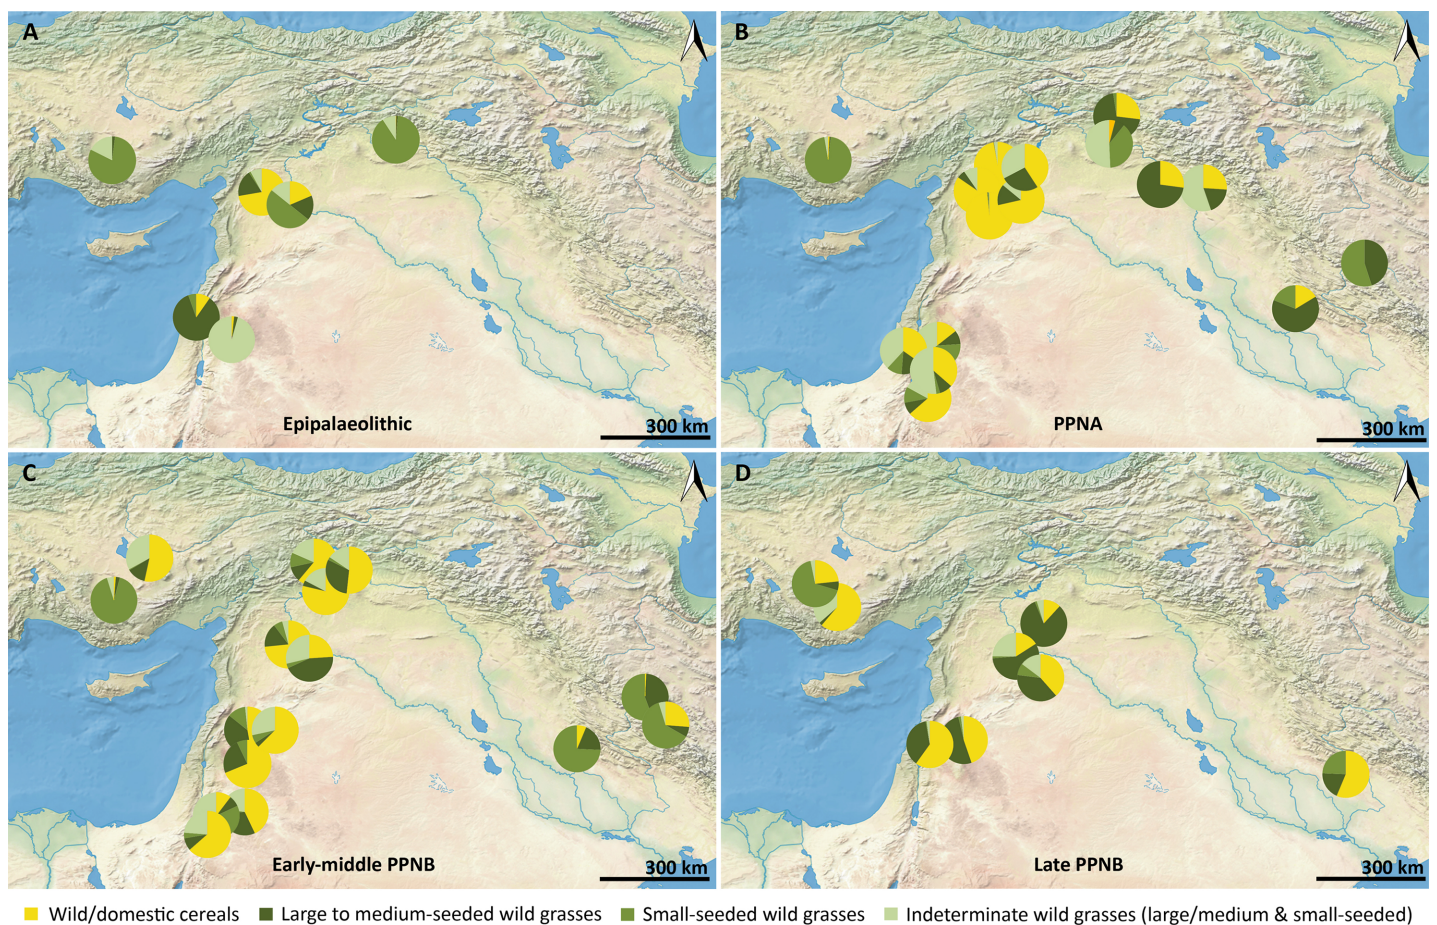 A
B
Epipalaeolithic
300 km
PPNA
300 km
C
D
Early-middle PPNB
300 km
Late PPNB
300 km
Wild/domestic cereals
Large to medium-seeded wild grasses
Small-seeded wild grasses
Indeterminate wild grasses (large/medium & small-seeded)